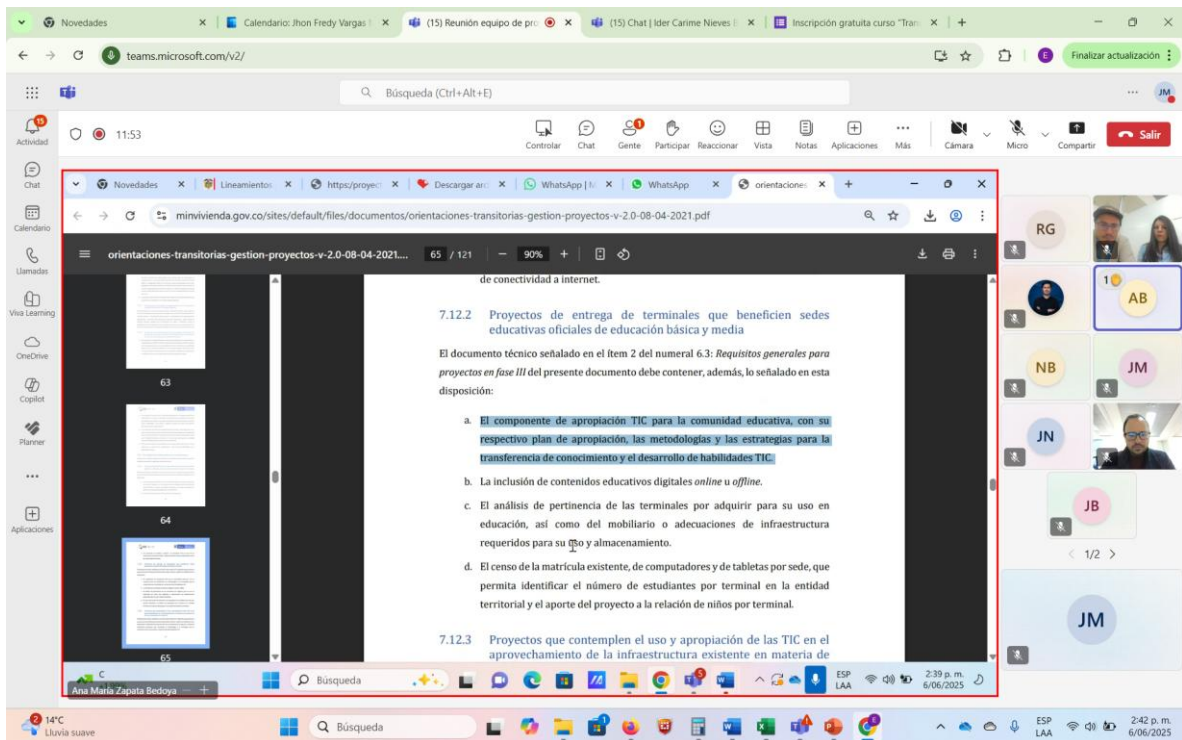 Novedades
Calendario: Jhon Fredy Vargas
(15) Reunión equipo de pro
(15) Chat | Ider Carime Nieves
Inscripción gratuita curso "Tran
teams.microsoft.com/v2/
E
Finalizar actualización
Búsqueda (Ctrl+Alt+E)
JM
15
Actividad
Chat
Calendario
Llamadas
Viva Learning
OneDrive
Copilot
Planner
Aplicaciones
11:53
Controlar
Chat
1
Gente
Participar
Reaccionar
Vista
Notas
Aplicaciones
Más
Cámara
Micro
Compartir
Salir
Novedades
Lineamientos
https:/proyec
Descargar arc
WhatsApp
WhatsApp
orientaciones
minvivienda.gov.co/sites/default/files/documentos/orientaciones-transitorias-gestion-proyectos-v-2.0-08-04-2021.pdf
orientaciones-transitorias-gestion-proyectos-v-2.0-08-04-2021....
65 / 121
90%
63
64
65
de conectividad a internet.
7.12.2 Proyectos de entrega de terminales que beneficien sedes
educativas oficiales de educación básica y media
El documento técnico señalado en el ítem 2 del numeral 6.3: Requisitos generales para
proyectos en fase III del presente documento debe contener, además, lo señalado en esta
disposición:
a. El componente de apropiación TIC para la comunidad educativa, con su
respectivo plan de apropiación, las metodologías y las estrategias para la
transferencia de conocimiento y el desarrollo de habilidades TIC.
b. La inclusión de contenidos educativos digitales online u offline.
c. El análisis de pertinencia de las terminales por adquirir para su uso en
educación, así como del mobiliario o adecuaciones de infraestructura
requeridos para su uso y almacenamiento.
d. El censo de la matrícula existente, de computadores y de tabletas por sede, que
permita identificar el número de estudiantes por terminal en la entidad
territorial y el aporte del proyecto a la relación de niños por terminal.
7.12.3 Proyectos que contemplen el uso y apropiación de las TIC en el
aprovechamiento de la infraestructura existente en materia de
RG
1
AB
NB
JM
JN
JB
1/2
JM
Ana María Zapata Bedoya
Búsqueda
ESP
LAA
2:39 p. m.
6/06/2025
14°C
Lluvia suave
Búsqueda
ESP
LAA
2:42 p. m.
6/06/2025